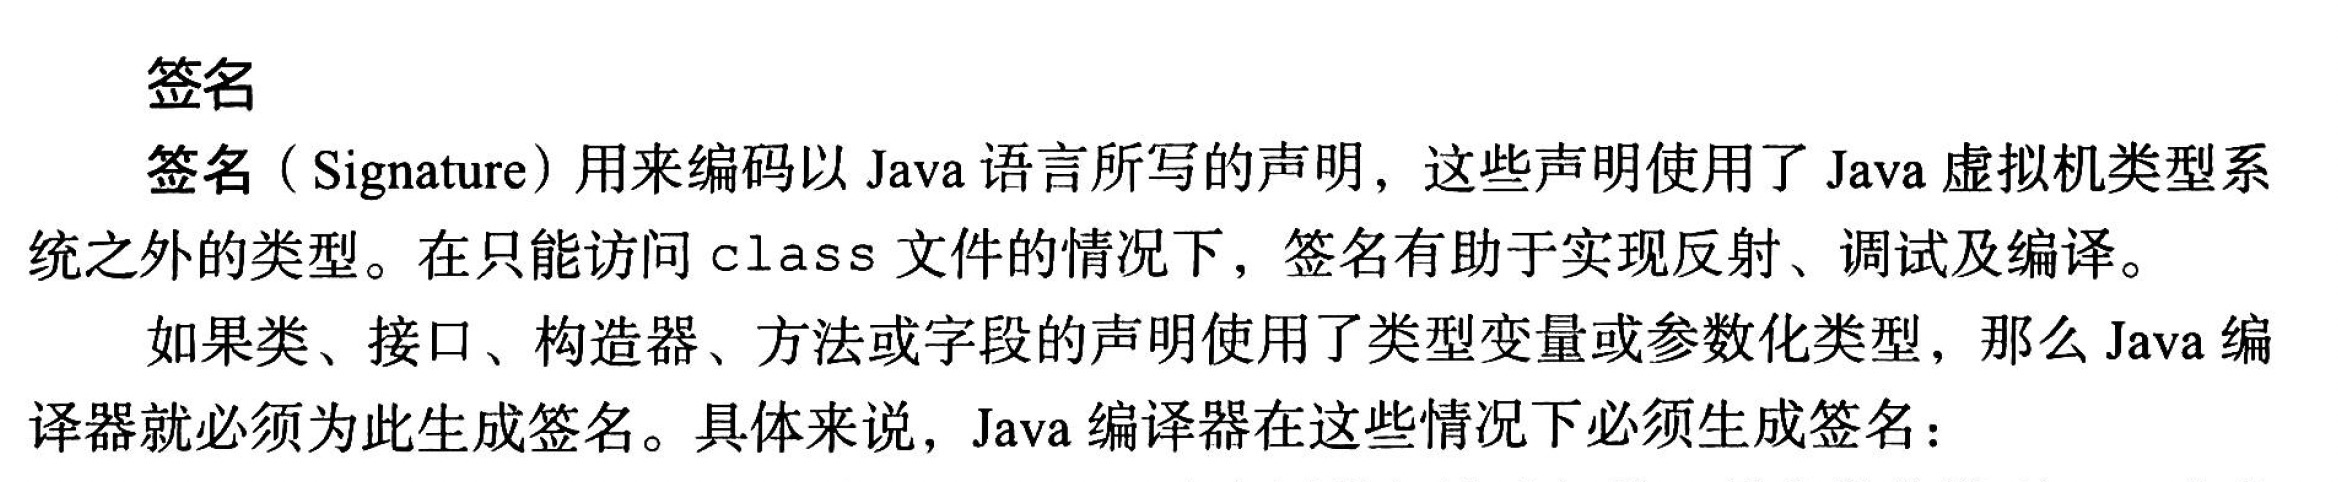 签名
签名（Signature）用来编码以 Java 语言所写的声明，这些声明使用了 Java 虚拟机类型系
统之外的类型。在只能访问 class 文件的情况下，签名有助于实现反射、调试及编译。
如果类、接口、构造器、方法或字段的声明使用了类型变量或参数化类型，那么 Java 编
译器就必须为此生成签名。具体来说，Java 编译器在这些情况下必须生成签名：